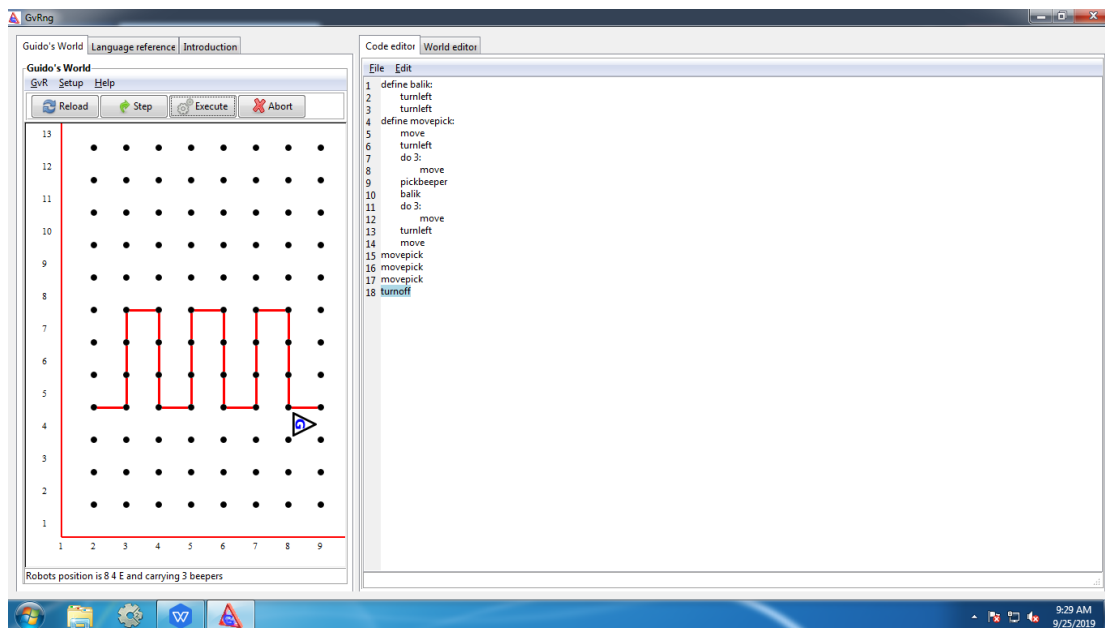 GvRng
Guido's World Language reference Introduction
Guido's World
GvR Setup Help
Reload Step Execute Abort
13
12
11
10
9
8
7
6
5
4
3
2
1
G
1 2 3 4 5 6 7 8 9
Robots position is 8 4 E and carrying 3 beepers
Code editor World editor
File Edit
1 define balik:
2 turnleft
3 turnleft
4 define movepick:
5 move
6 turnleft
7 do 3:
8 move
9 pickbeeper
10 balik
11 do 3:
12 move
13 turnleft
14 move
15 movepick
16 movepick
17 movepick
18 turnoff
9:29 AM
9/25/2019